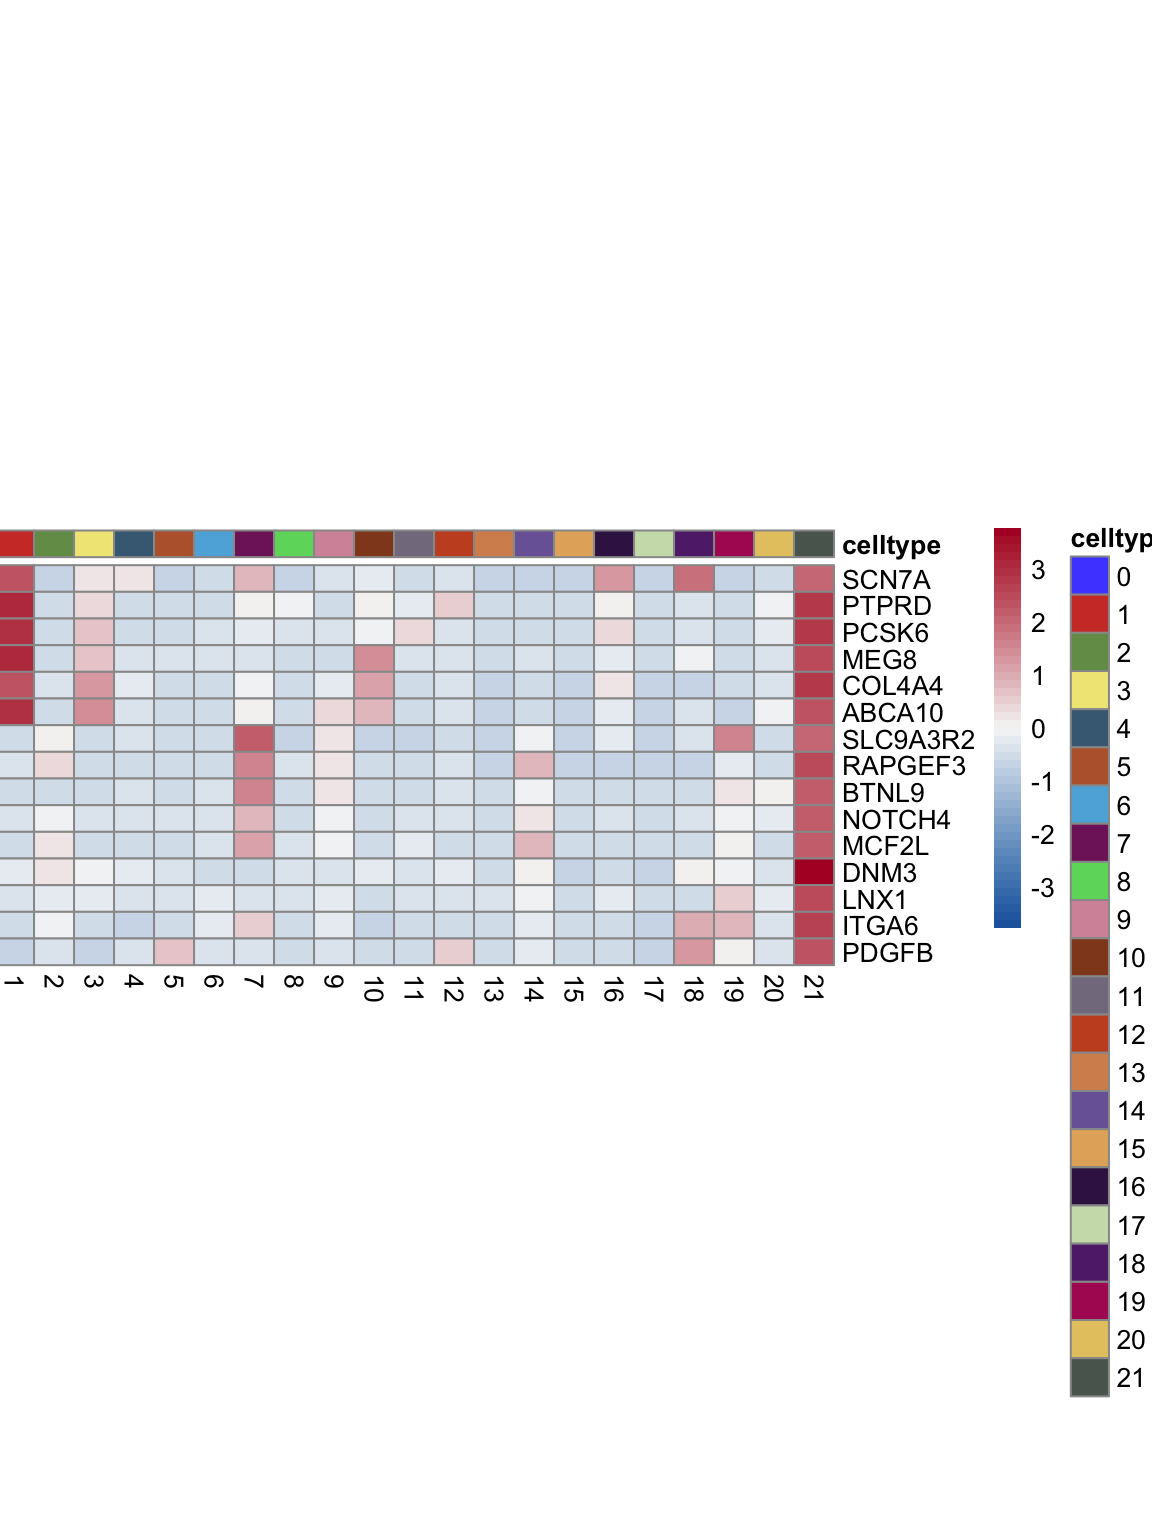 celltype
SCN7A
PTPRD
PCSK6
MEG8
COL4A4
ABCA10
SLC9A3R2
RAPGEF3
BTNL9
NOTCH4
MCF2L
DNM3
LNX1
ITGA6
PDGFB
1 2 3 4 5 6 7 8 9 10 11 12 13 14 15 16 17 18 19 20 21
3
2
1
0
-1
-2
-3
celltyp
0
1
2
3
4
5
6
7
8
9
10
11
12
13
14
15
16
17
18
19
20
21